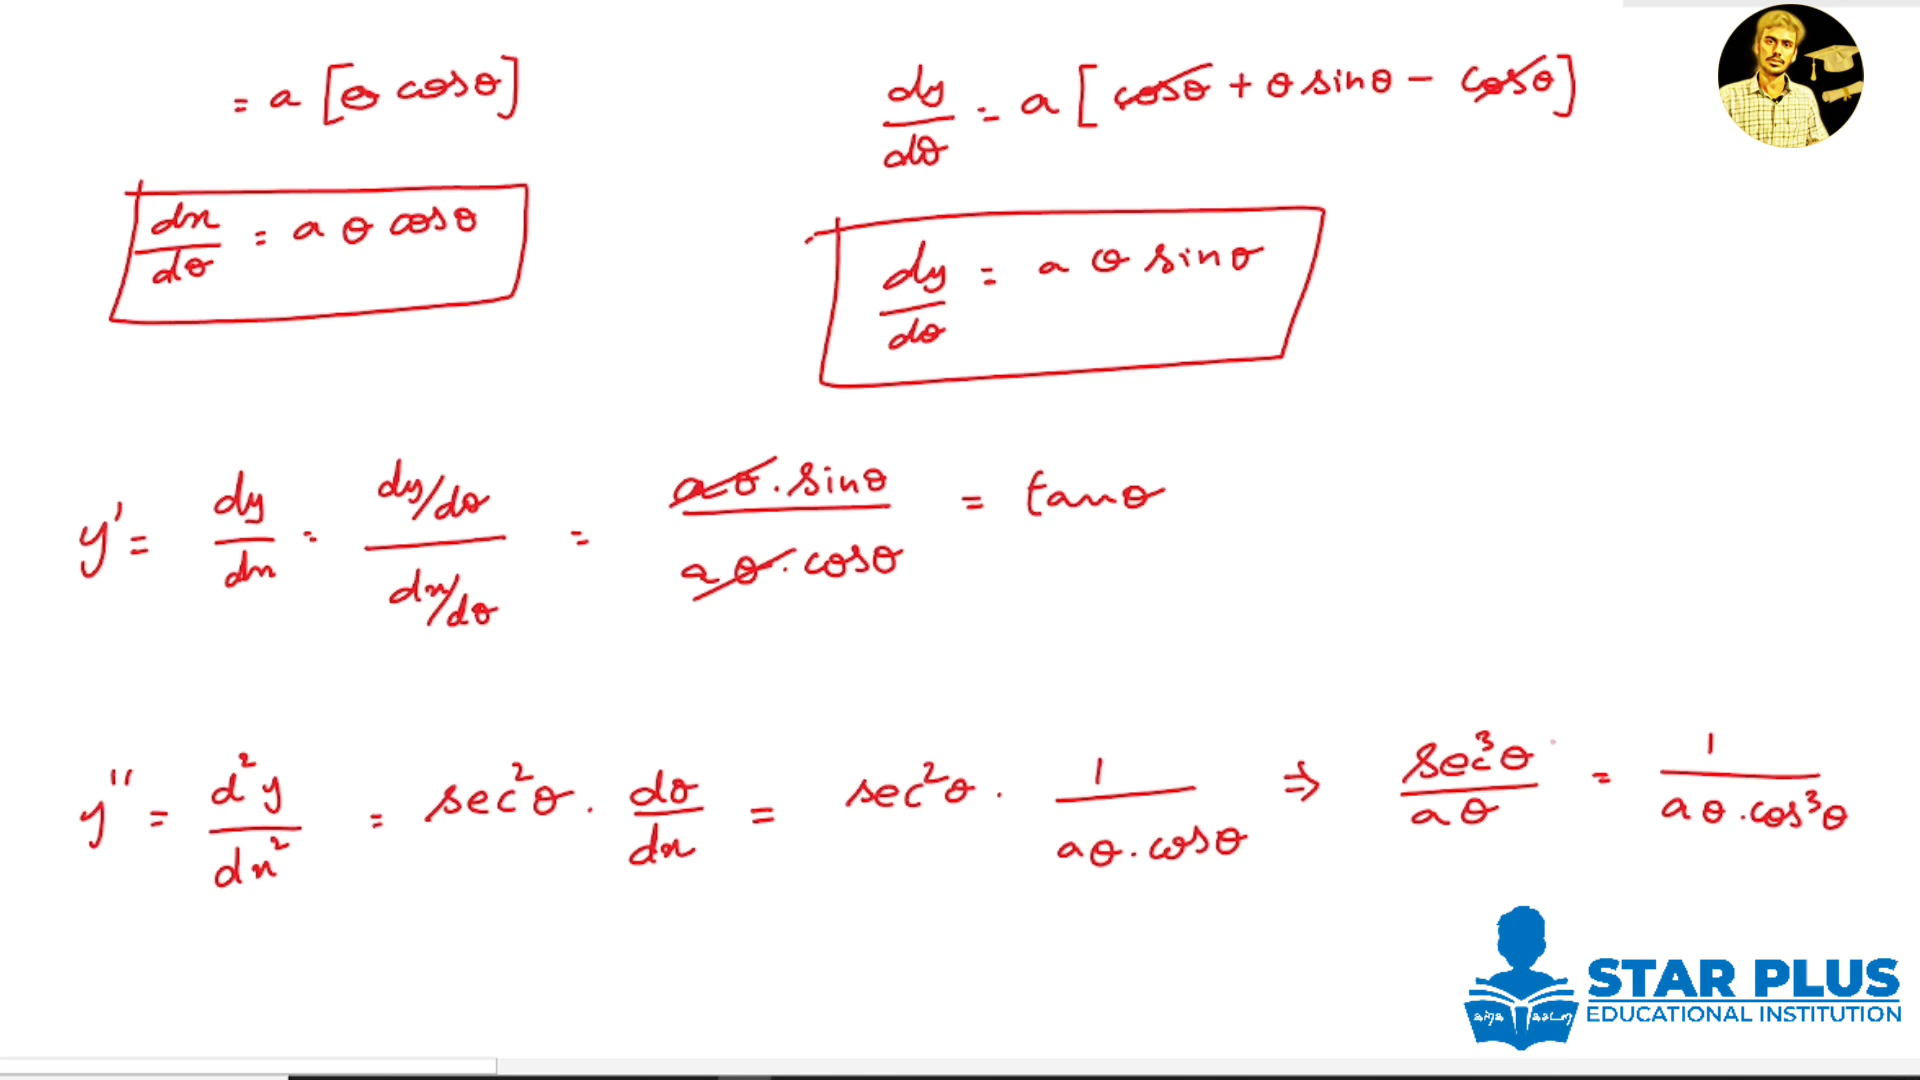 = a [θ cosθ]
dy/dθ = a [cosθ + θ sinθ - cosθ]
dx/dθ = a θ cosθ
dy/dθ = a θ sinθ
y' = dy/dx = (dy/dθ)/(dx/dθ) = (aθ.sinθ)/(aθ.cosθ) = tanθ
y'' = d²y/dx² = sec²θ . dθ/dx = sec²θ . 1/(aθ.cosθ) ⇒ sec³θ/(aθ) = 1/(aθ.cos³θ)
STAR PLUS
EDUCATIONAL INSTITUTION